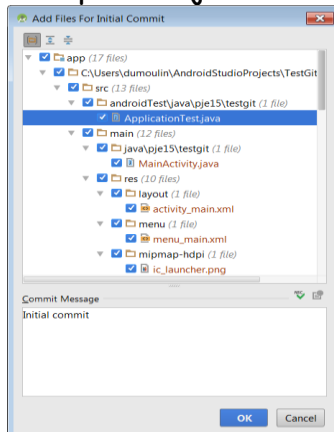 Add Files For Initial Commit
app (17 files)
C:\Users\dumoulin\AndroidStudioProjects\TestGit
src (13 files)
androidTest\java\pje15\testgit (1 file)
ApplicationTest.java
main (12 files)
java\pje15\testgit (1 file)
MainActivity.java
res (10 files)
layout (1 file)
activity_main.xml
menu (1 file)
menu_main.xml
mipmap-hdpi (1 file)
ic_launcher.png
Commit Message
Initial commit
OK Cancel